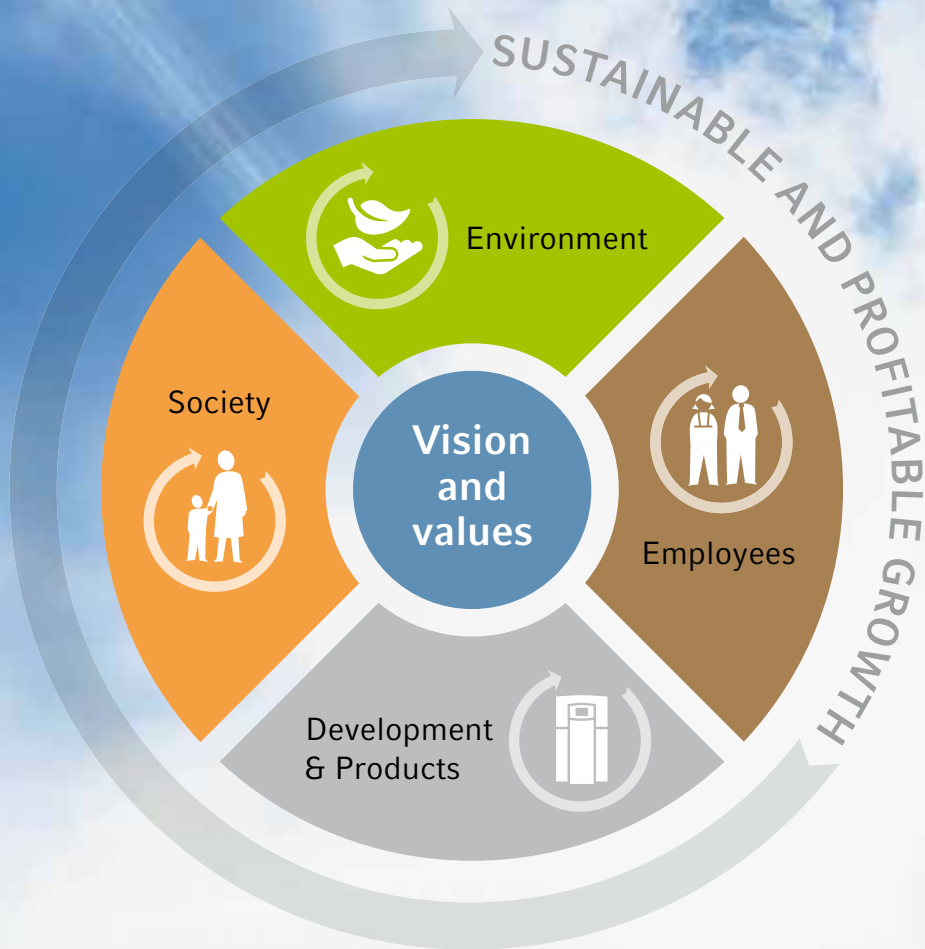 SUSTAINABLE AND PROFITABLE GROWTH
Environment
Society
Vision
and
values
Employees
Development
& Products